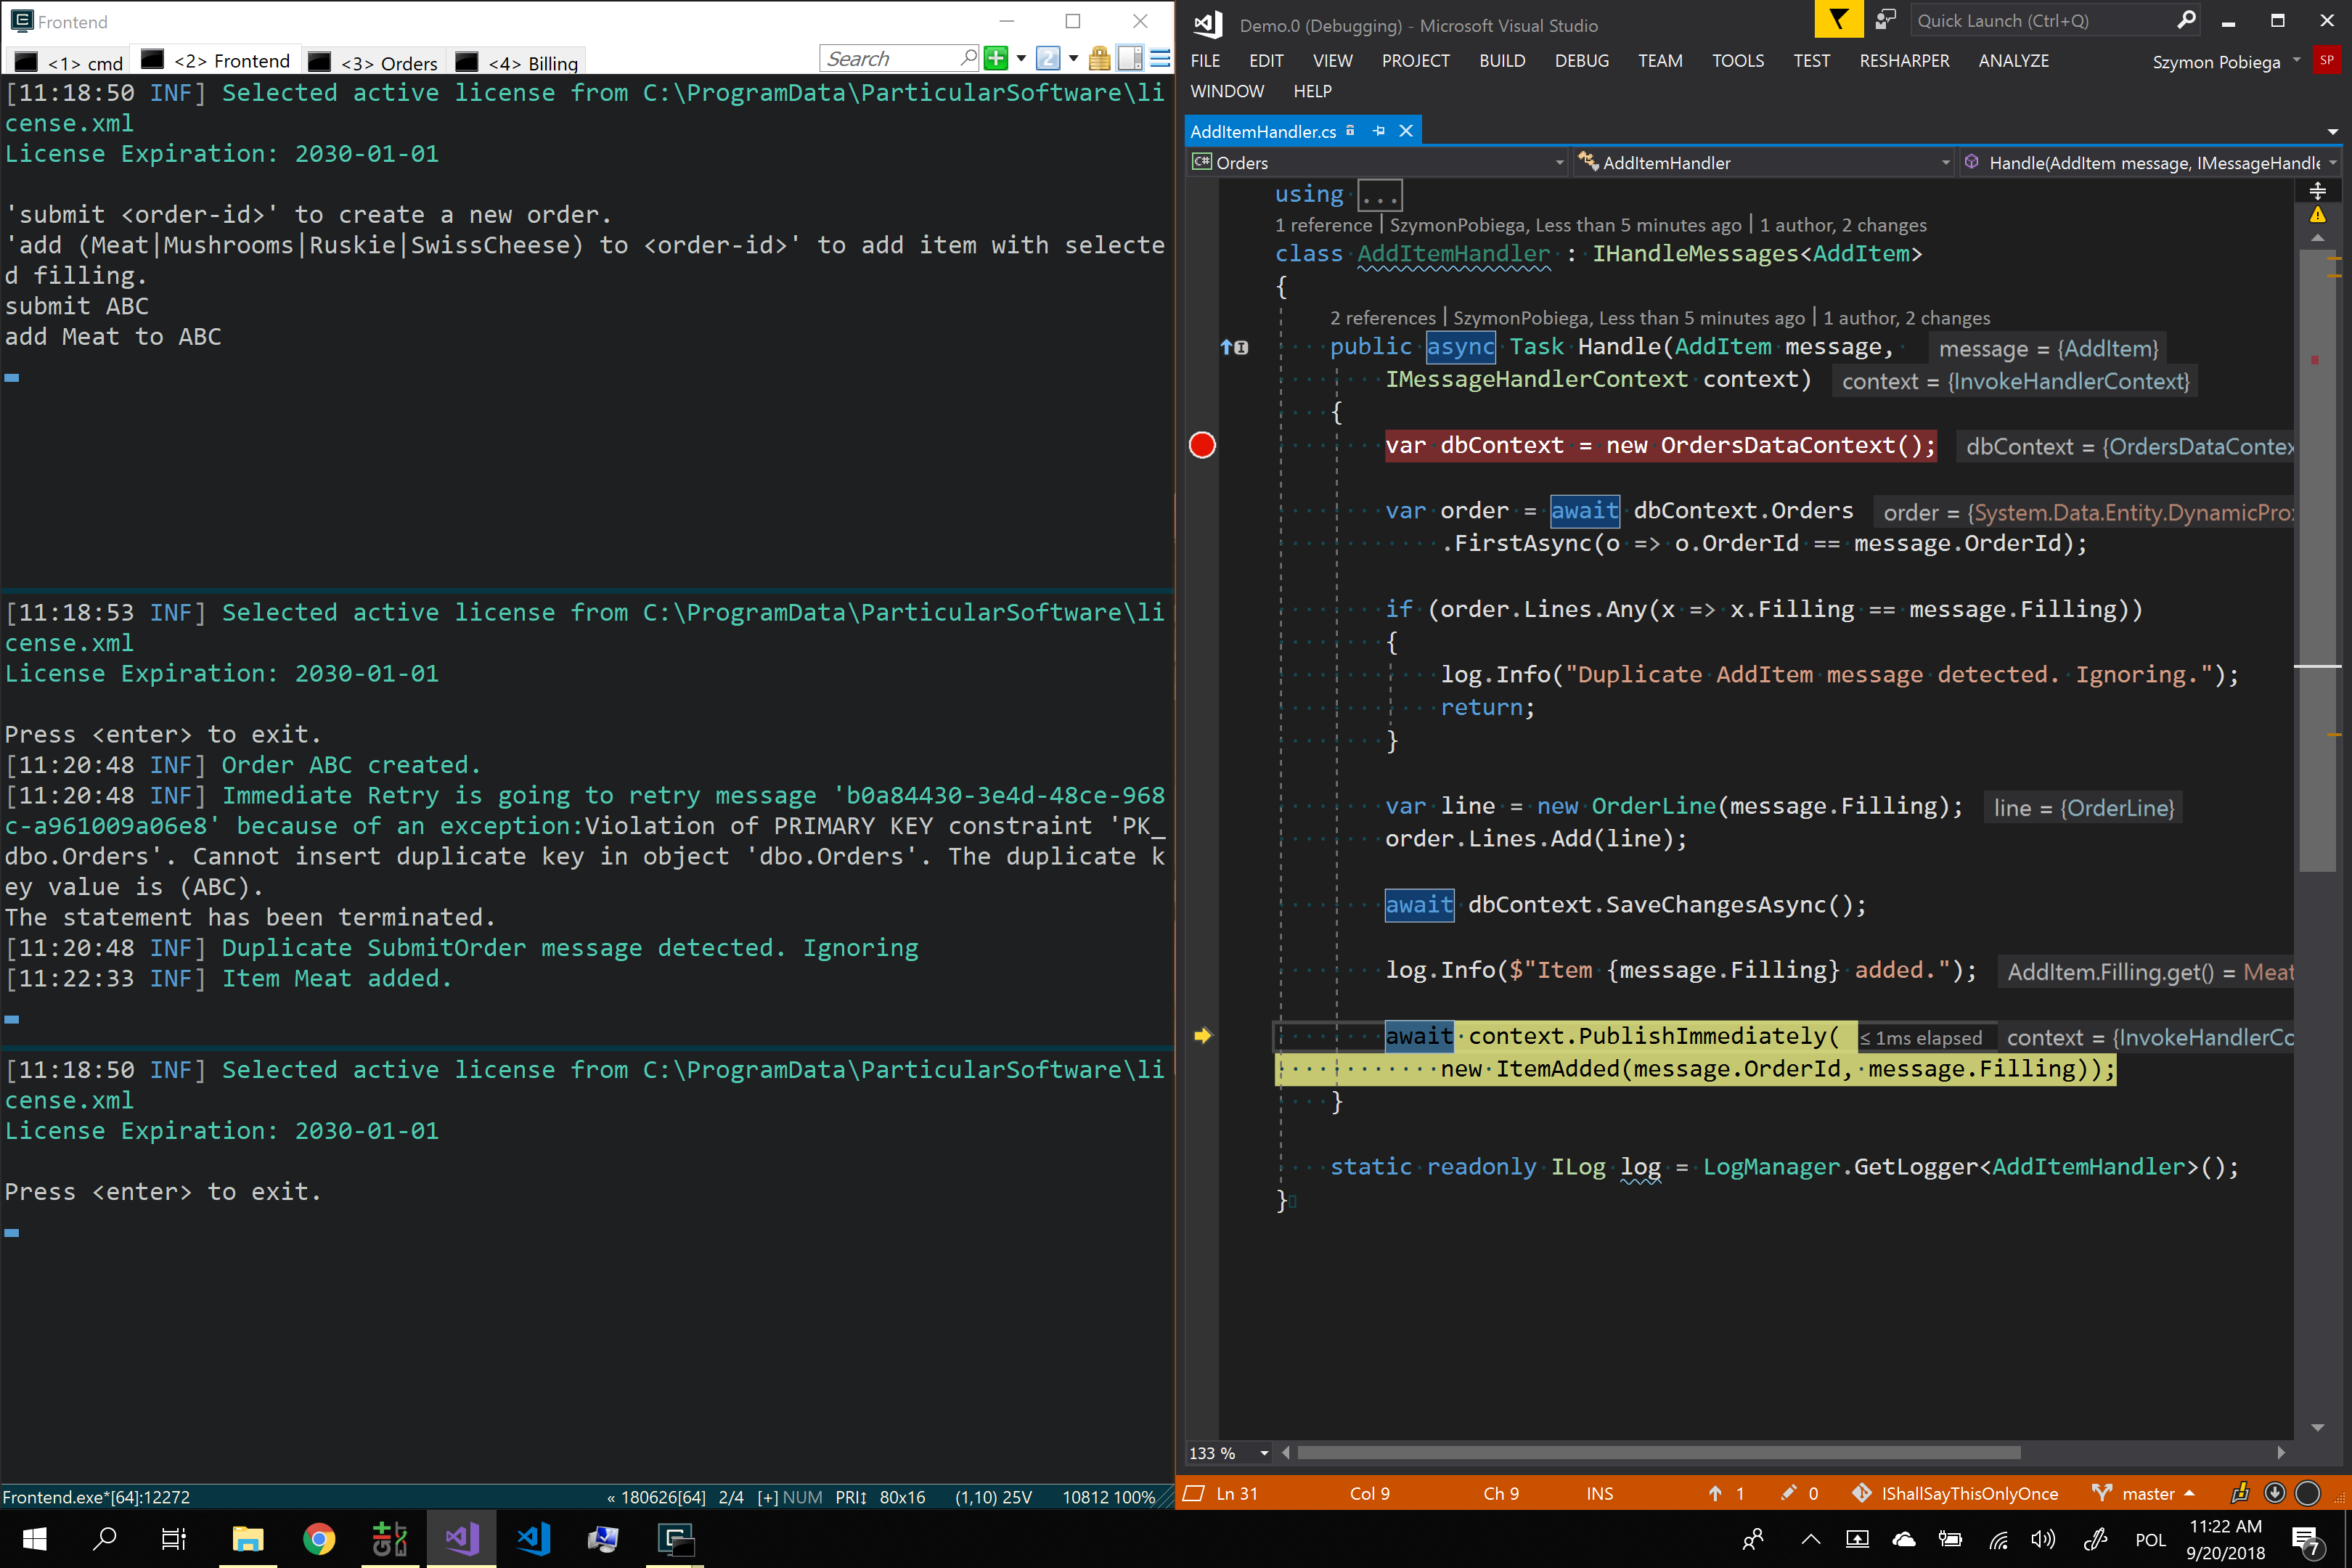 Frontend
<1> cmd
<2> Frontend
<3> Orders
<4> Billing
Search
2
[11:18:50 INF] Selected active license from C:\ProgramData\ParticularSoftware\li
cense.xml
License Expiration: 2030-01-01
'submit <order-id>' to create a new order.
'add (Meat|Mushrooms|Ruskie|SwissCheese) to <order-id>' to add item with selecte
d filling.
submit ABC
add Meat to ABC
[11:18:53 INF] Selected active license from C:\ProgramData\ParticularSoftware\li
cense.xml
License Expiration: 2030-01-01
Press <enter> to exit.
[11:20:48 INF] Order ABC created.
[11:20:48 INF] Immediate Retry is going to retry message 'b0a84430-3e4d-48ce-968
c-a961009a06e8' because of an exception:Violation of PRIMARY KEY constraint 'PK_
dbo.Orders'. Cannot insert duplicate key in object 'dbo.Orders'. The duplicate k
ey value is (ABC).
The statement has been terminated.
[11:20:48 INF] Duplicate SubmitOrder message detected. Ignoring
[11:22:33 INF] Item Meat added.
[11:18:50 INF] Selected active license from C:\ProgramData\ParticularSoftware\li
cense.xml
License Expiration: 2030-01-01
Press <enter> to exit.
Frontend.exe*[64]:12272
« 180626[64] 2/4 [+] NUM PRI↕ 80x16 (1,10) 25V 10812 100%
Demo.0 (Debugging) - Microsoft Visual Studio
Quick Launch (Ctrl+Q)
FILE EDIT VIEW PROJECT BUILD DEBUG TEAM TOOLS TEST RESHARPER ANALYZE
Szymon Pobiega
SP
WINDOW HELP
AddItemHandler.cs
C# Orders
AddItemHandler
Handle(AddItem message, IMessageHandle
using ...
1 reference | SzymonPobiega, Less than 5 minutes ago | 1 author, 2 changes
class AddItemHandler : IHandleMessages<AddItem>
{
2 references | SzymonPobiega, Less than 5 minutes ago | 1 author, 2 changes
public async Task Handle(AddItem message, message = {AddItem}
IMessageHandlerContext context) context = {InvokeHandlerContext}
{
var dbContext = new OrdersDataContext(); dbContext = {OrdersDataContex
var order = await dbContext.Orders order = {System.Data.Entity.DynamicProx
.FirstAsync(o => o.OrderId == message.OrderId);
if (order.Lines.Any(x => x.Filling == message.Filling))
{
log.Info("Duplicate AddItem message detected. Ignoring.");
return;
}
var line = new OrderLine(message.Filling); line = {OrderLine}
order.Lines.Add(line);
await dbContext.SaveChangesAsync();
log.Info($"Item {message.Filling} added."); AddItem.Filling.get() = Meat
await context.PublishImmediately( ≤ 1ms elapsed context = {InvokeHandlerCo
new ItemAdded(message.OrderId, message.Filling));
}
static readonly ILog log = LogManager.GetLogger<AddItemHandler>();
}
133 %
Ln 31 Col 9 Ch 9 INS 1 0 IShallSayThisOnlyOnce master
POL
11:22 AM
9/20/2018
7